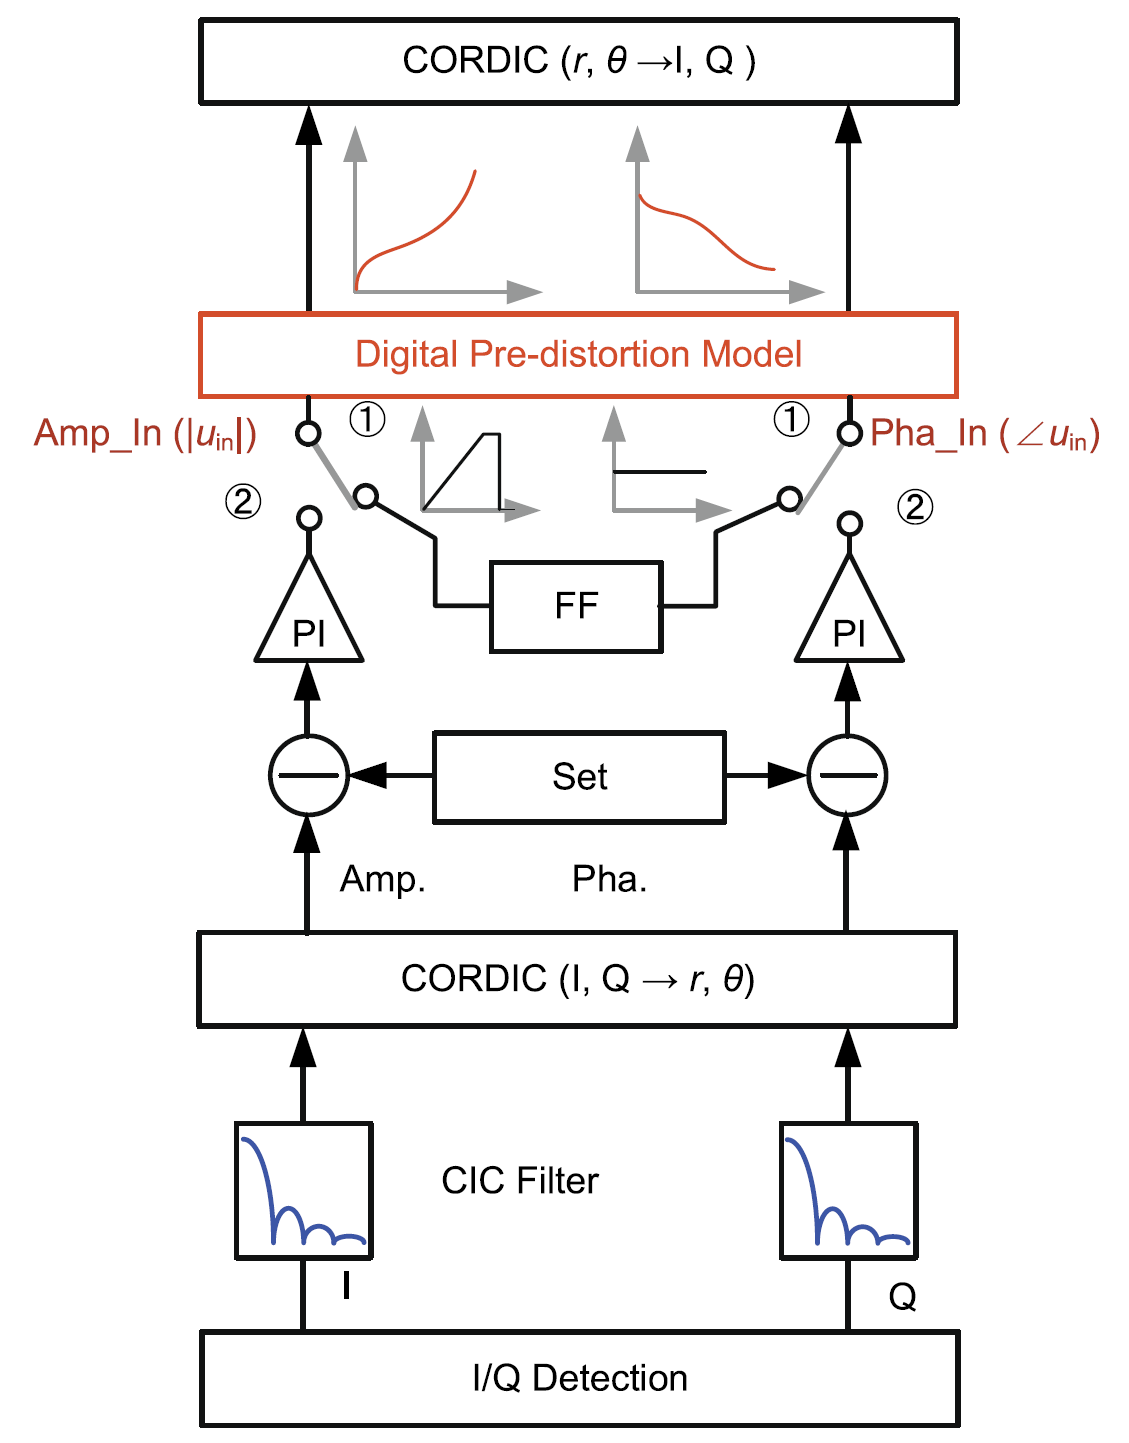 CORDIC (r, θ →I, Q )
Digital Pre-distortion Model
Amp_In (|uin|)
①
①
Pha_In (∠uin)
②
②
FF
PI
PI
Set
Amp.
Pha.
CORDIC (I, Q → r, θ)
CIC Filter
I
Q
I/Q Detection